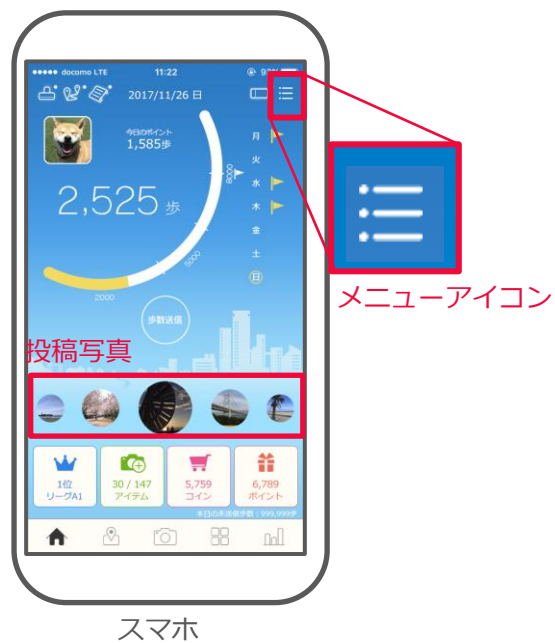 docomo LTE 11:22
2017/11/26 日
今日のポイント
1,585歩
月
火
水
木
金
土
日
8000
5000
2000
2,525 歩
歩数送信
メニューアイコン
投稿写真
1位
リーグA1
30 / 147
アイテム
5,759
コイン
6,789
ポイント
本日の未送信歩数：999,999歩
スマホ